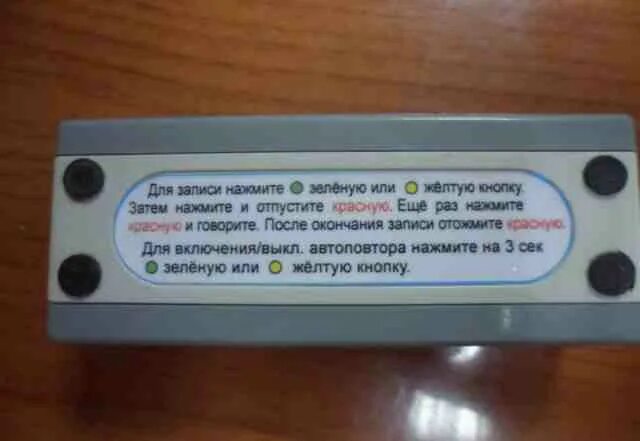 Для записи нажмите зелёную или жёлтую кнопку.
Затем нажмите и отпустите красную. Ещё раз нажмите
красную и говорите. После окончания записи отожмите красную.
Для включения/выкл. автоповтора нажмите на 3 сек
зелёную или жёлтую кнопку.